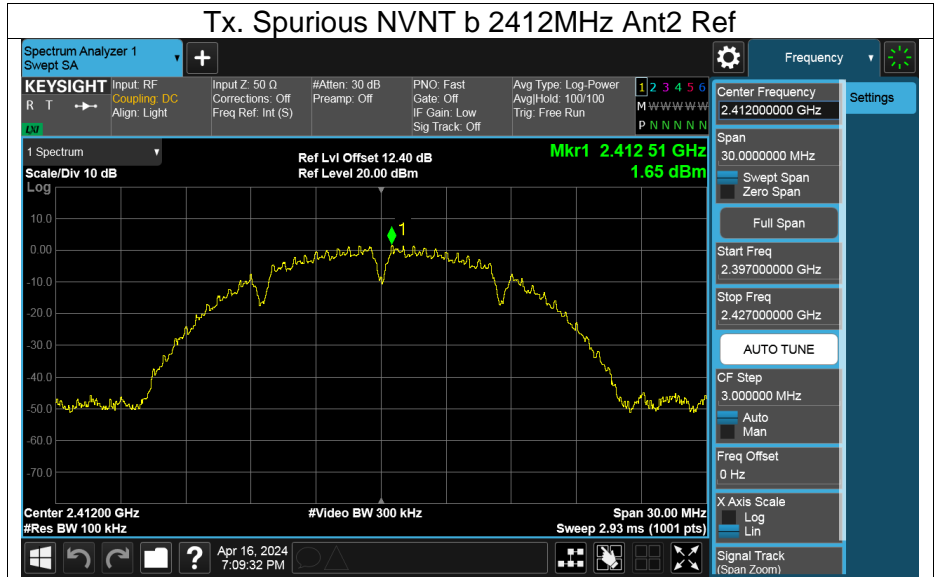 Tx. Spurious NVNT b 2412MHz Ant2 Ref
Spectrum Analyzer 1
Swept SA
+
Frequency
KEYSIGHT
R T
LXI
Input: RF
Coupling: DC
Align: Light
Input Z: 50 Ω
Corrections: Off
Freq Ref: Int (S)
#Atten: 30 dB
Preamp: Off
PNO: Fast
Gate: Off
IF Gain: Low
Sig Track: Off
Avg Type: Log-Power
Avg|Hold: 100/100
Trig: Free Run
1 2 3 4 5 6
M W W W W W
P N N N N N
1 Spectrum
Scale/Div 10 dB
Ref Lvl Offset 12.40 dB
Ref Level 20.00 dBm
Mkr1 2.412 51 GHz
1.65 dBm
Log
10.0
0.00
-10.0
-20.0
-30.0
-40.0
-50.0
-60.0
-70.0
1
Center 2.41200 GHz
#Res BW 100 kHz
#Video BW 300 kHz
Span 30.00 MHz
Sweep 2.93 ms (1001 pts)
?
Apr 16, 2024
7:09:32 PM
Center Frequency
2.412000000 GHz
Span
30.0000000 MHz
Swept Span
Zero Span
Full Span
Start Freq
2.397000000 GHz
Stop Freq
2.427000000 GHz
AUTO TUNE
CF Step
3.000000 MHz
Auto
Man
Freq Offset
0 Hz
X Axis Scale
Log
Lin
Signal Track
(Span Zoom)
Settings